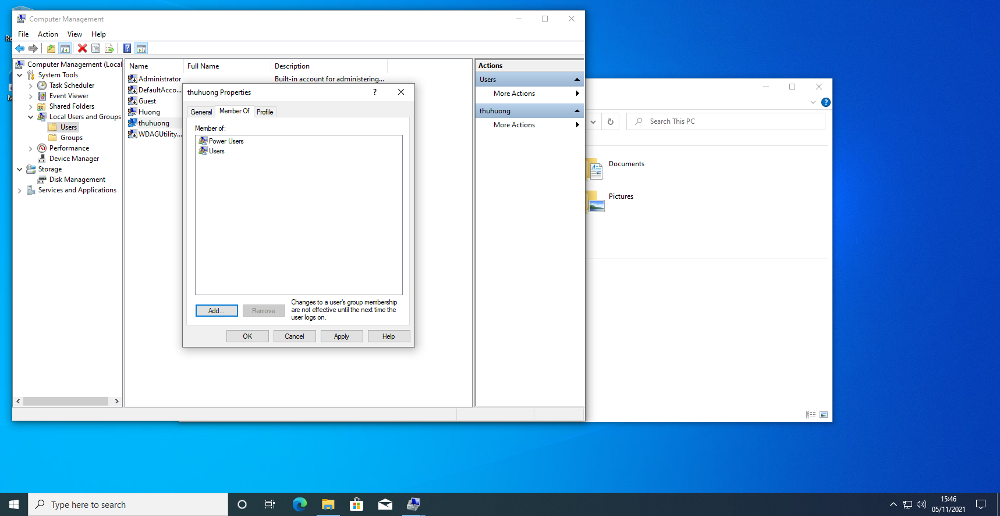 Computer Management
File Action View Help
Computer Management (Local
System Tools
Task Scheduler
Event Viewer
Shared Folders
Local Users and Groups
Users
Groups
Performance
Device Manager
Storage
Disk Management
Services and Applications
Name Full Name Description
Administrator Built-in account for administering...
DefaultAcco...
Guest
Huong
thuhuong
WDAGUtility...
thuhuong Properties
?
General Member Of Profile
Member of:
Power Users
Users
Add... Remove
Changes to a user's group membership
are not effective until the next time the
user logs on.
OK Cancel Apply Help
Actions
Users
More Actions
thuhuong
More Actions
?
Search This PC
Documents
Pictures
Type here to search
15:46
05/11/2021